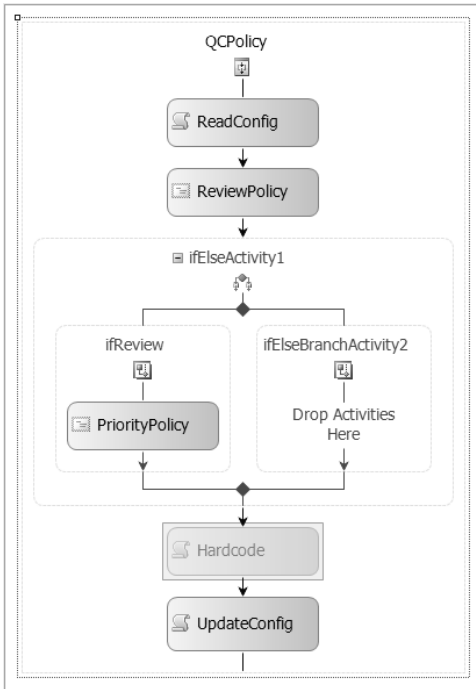 QCPolicy
ReadConfig
ReviewPolicy
ifElseActivity1
ifReview
ifElseBranchActivity2
PriorityPolicy
Drop Activities
Here
Hardcode
UpdateConfig